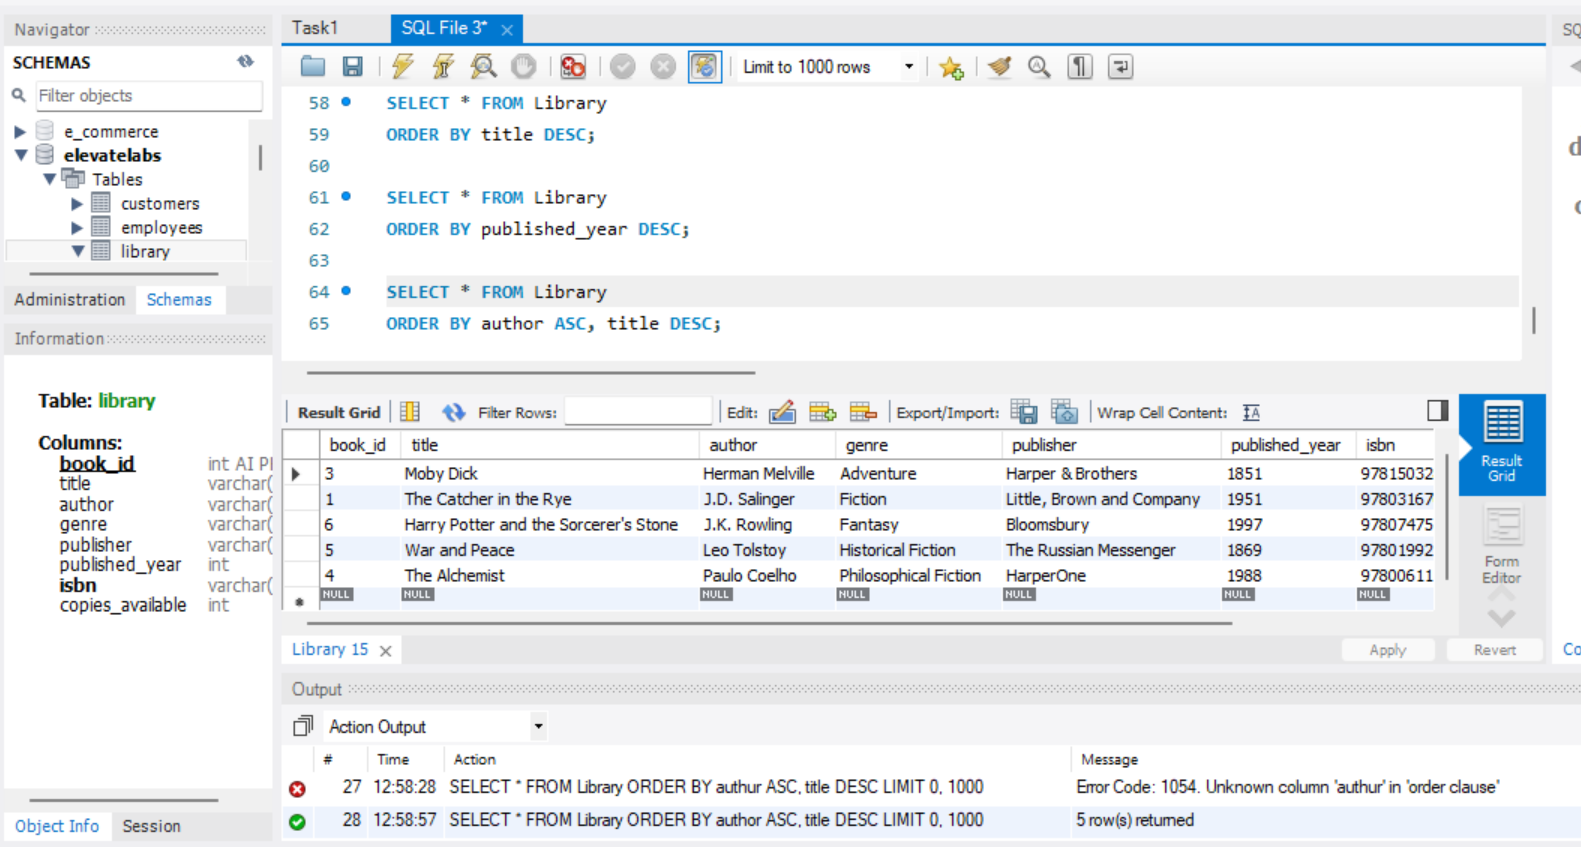 Navigator
SCHEMAS
Filter objects
e_commerce
elevatelabs
Tables
customers
employees
library
Administration Schemas
Information
Table: library
Columns:
book_id int AI PI
title varchar(
author varchar(
genre varchar(
publisher varchar(
published_year int
isbn varchar(
copies_available int
Object Info Session
Task1 SQL File 3* ×
Limit to 1000 rows
58 SELECT * FROM Library
59 ORDER BY title DESC;
60
61 SELECT * FROM Library
62 ORDER BY published_year DESC;
63
64 SELECT * FROM Library
65 ORDER BY author ASC, title DESC;
Result Grid Filter Rows: Edit: Export/Import: Wrap Cell Content: IA
book_id title author genre publisher published_year isbn
3 Moby Dick Herman Melville Adventure Harper & Brothers 1851 97815032
1 The Catcher in the Rye J.D. Salinger Fiction Little, Brown and Company 1951 97803167
6 Harry Potter and the Sorcerer's Stone J.K. Rowling Fantasy Bloomsbury 1997 97807475
5 War and Peace Leo Tolstoy Historical Fiction The Russian Messenger 1869 97801992
4 The Alchemist Paulo Coelho Philosophical Fiction HarperOne 1988 97800611
NULL NULL NULL NULL NULL NULL NULL
Result
Grid
Form
Editor
Library 15 × Apply Revert
Output
Action Output
# Time Action Message
27 12:58:28 SELECT * FROM Library ORDER BY authur ASC, title DESC LIMIT 0, 1000 Error Code: 1054. Unknown column 'authur' in 'order clause'
28 12:58:57 SELECT * FROM Library ORDER BY author ASC, title DESC LIMIT 0, 1000 5 row(s) returned
SQ
d
Co